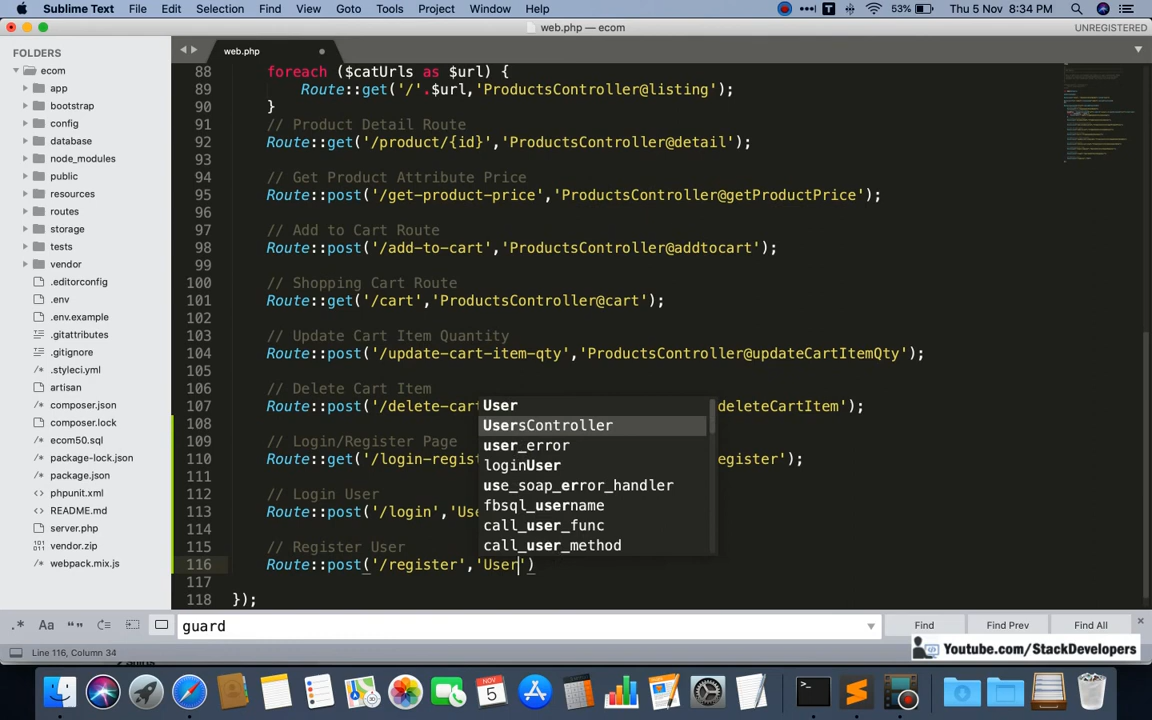 Sublime Text File Edit Selection Find View Goto Tools Project Window Help 53% Thu 5 Nov 8:34 PM
web.php — ecom UNREGISTERED
FOLDERS
ecom
app
bootstrap
config
database
node_modules
public
resources
routes
storage
tests
vendor
.editorconfig
.env
.env.example
.gitattributes
.gitignore
.styleci.yml
artisan
composer.json
composer.lock
ecom50.sql
package-lock.json
package.json
phpunit.xml
README.md
server.php
vendor.zip
webpack.mix.js
web.php
88 foreach ($catUrls as $url) {
89 Route::get('/'.$url,'ProductsController@listing');
90 }
91 // Product Detail Route
92 Route::get('/product/{id}','ProductsController@detail');
93
94 // Get Product Attribute Price
95 Route::post('/get-product-price','ProductsController@getProductPrice');
96
97 // Add to Cart Route
98 Route::post('/add-to-cart','ProductsController@addtocart');
99
100 // Shopping Cart Route
101 Route::get('/cart','ProductsController@cart');
102
103 // Update Cart Item Quantity
104 Route::post('/update-cart-item-qty','ProductsController@updateCartItemQty');
105
106 // Delete Cart Item
107 Route::post('/delete-cart deleteCartItem');
108
109 // Login/Register Page
110 Route::get('/login-regist egister');
111
112 // Login User
113 Route::post('/login','Use
114
115 // Register User
116 Route::post('/register','User')
117
118 });
User
UsersController
user_error
loginUser
use_soap_error_handler
fbsql_username
call_user_func
call_user_method
.* Aa “” guard Find Find Prev Find All
Line 116, Column 34
Youtube.com/StackDevelopers